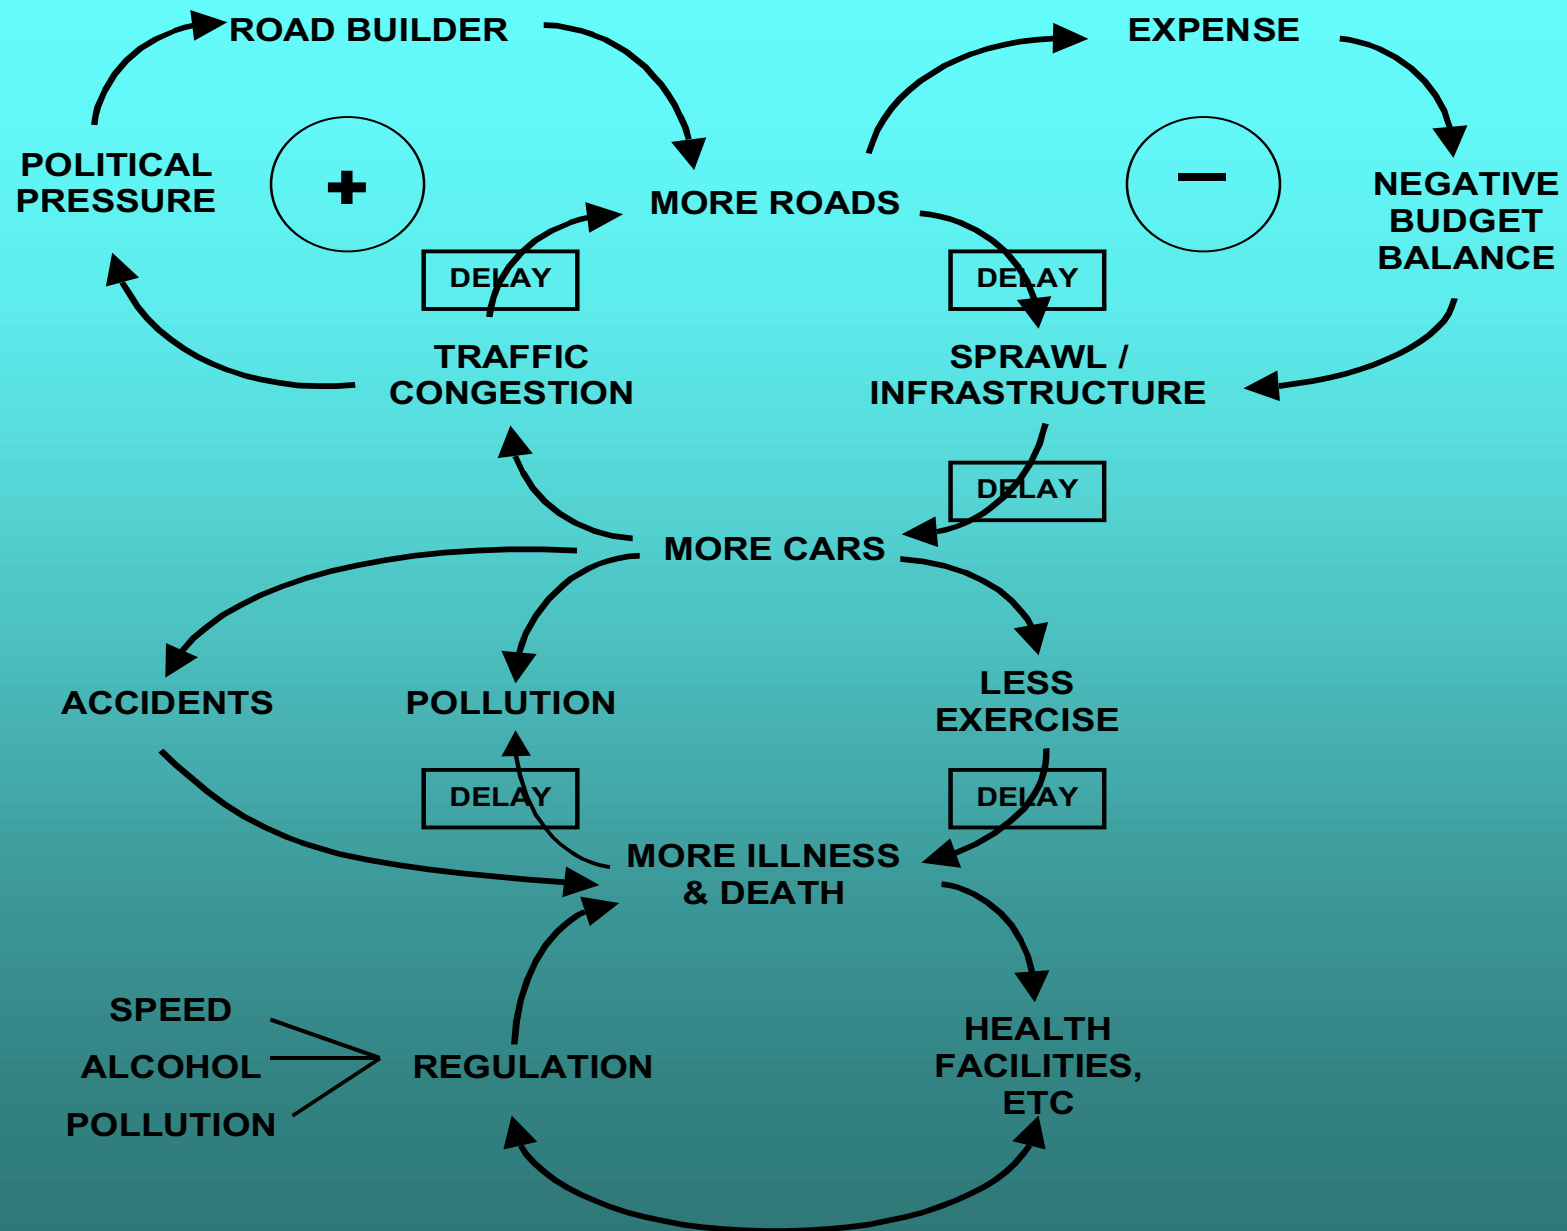 ROAD BUILDER
EXPENSE
POLITICAL
PRESSURE
+
MORE ROADS
−
NEGATIVE
BUDGET
BALANCE
DELAY
DELAY
TRAFFIC
CONGESTION
SPRAWL /
INFRASTRUCTURE
DELAY
MORE CARS
ACCIDENTS
POLLUTION
LESS
EXERCISE
DELAY
DELAY
MORE ILLNESS
& DEATH
SPEED
ALCOHOL
POLLUTION
REGULATION
HEALTH
FACILITIES,
ETC